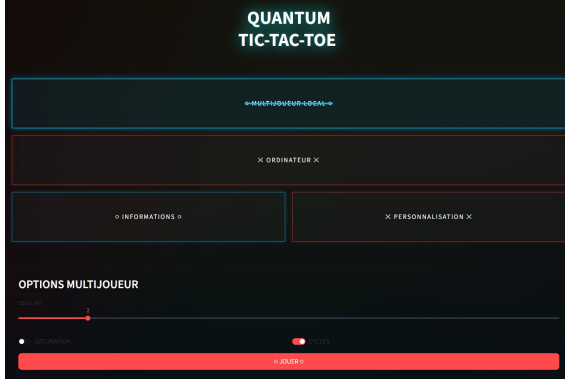 QUANTUM
TIC-TAC-TOE
○ MULTIJOUEUR LOCAL ○
× ORDINATEUR ×
○ INFORMATIONS ○
× PERSONNALISATION ×
OPTIONS MULTIJOUEUR
2
SATURATION
CYCLES
○ JOUER ○